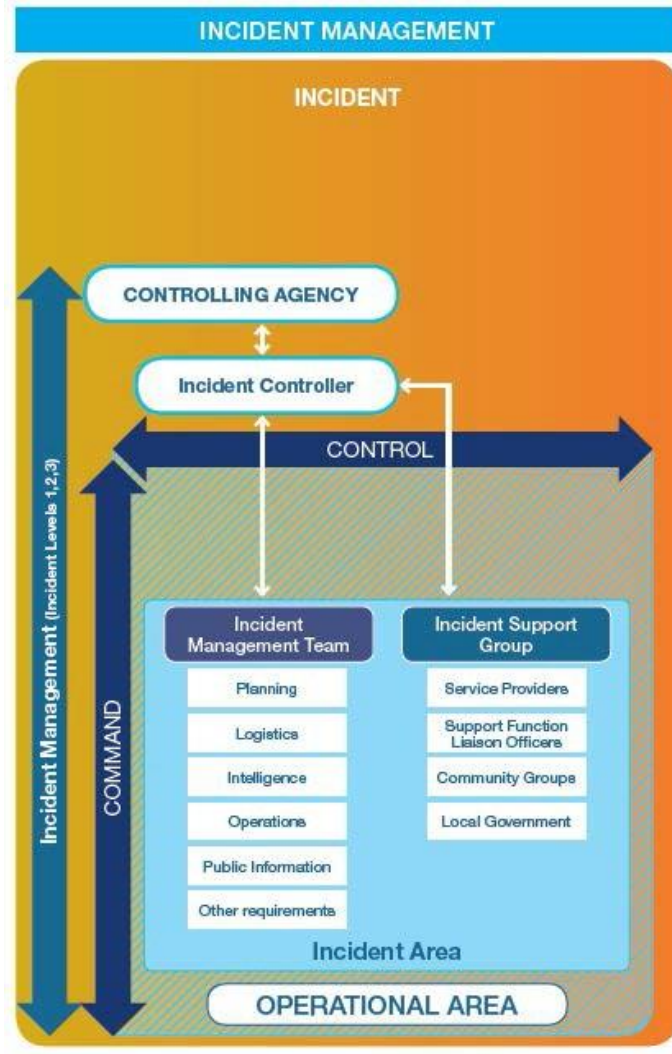 INCIDENT MANAGEMENT
INCIDENT
CONTROLLING AGENCY
Incident Controller
CONTROL
Incident Management (Incident Levels 1,2,3)
COMMAND
Incident
Management Team
Planning
Logistics
Intelligence
Operations
Public Information
Other requirements
Incident Support
Group
Service Providers
Support Function
Liaison Officers
Community Groups
Local Government
Incident Area
OPERATIONAL AREA